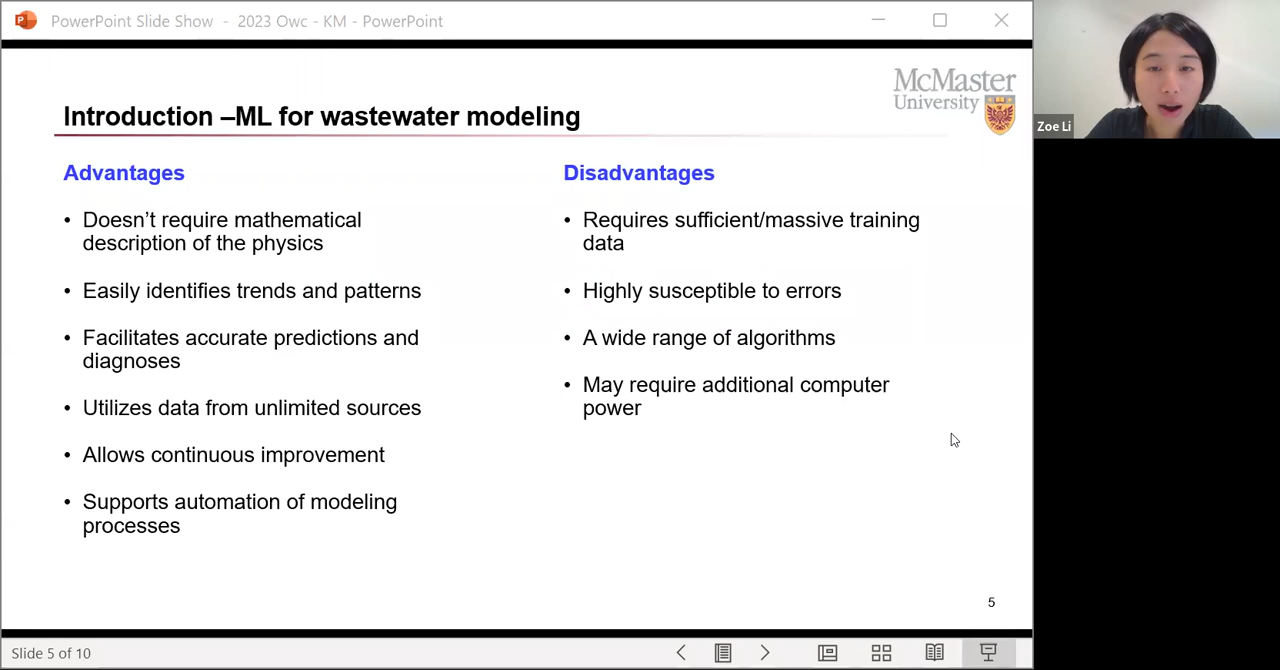 PowerPoint Slide Show - 2023 Owc - KM - PowerPoint
McMaster
University
Introduction –ML for wastewater modeling
Advantages
• Doesn’t require mathematical
description of the physics
• Easily identifies trends and patterns
• Facilitates accurate predictions and
diagnoses
• Utilizes data from unlimited sources
• Allows continuous improvement
• Supports automation of modeling
processes
Disadvantages
• Requires sufficient/massive training
data
• Highly susceptible to errors
• A wide range of algorithms
• May require additional computer
power
5
Slide 5 of 10
Zoe Li